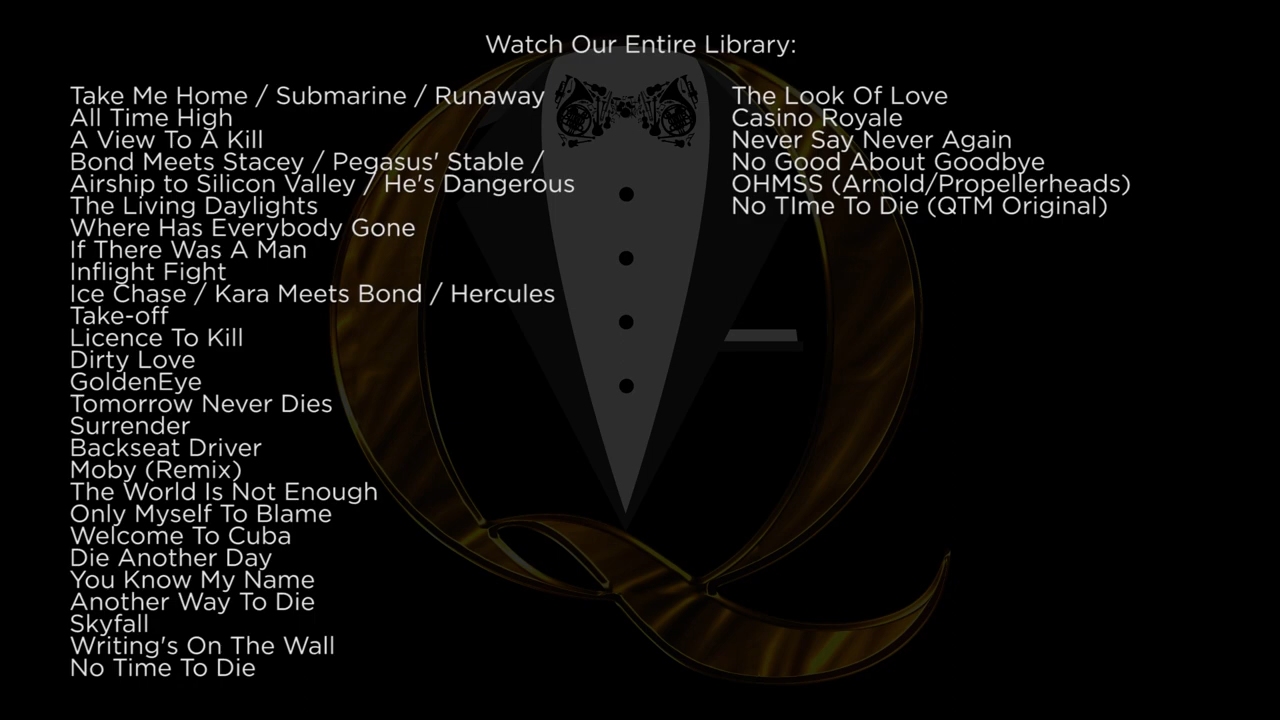 Watch Our Entire Library:
Take Me Home / Submarine / Runaway
All Time High
A View To A Kill
Bond Meets Stacey / Pegasus' Stable /
Airship to Silicon Valley / He's Dangerous
The Living Daylights
Where Has Everybody Gone
If There Was A Man
Inflight Fight
Ice Chase / Kara Meets Bond / Hercules
Take-off
Licence To Kill
Dirty Love
GoldenEye
Tomorrow Never Dies
Surrender
Backseat Driver
Moby (Remix)
The World Is Not Enough
Only Myself To Blame
Welcome To Cuba
Die Another Day
You Know My Name
Another Way To Die
Skyfall
Writing's On The Wall
No Time To Die
The Look Of Love
Casino Royale
Never Say Never Again
No Good About Goodbye
OHMSS (Arnold/Propellerheads)
No TIme To Die (QTM Original)
Q